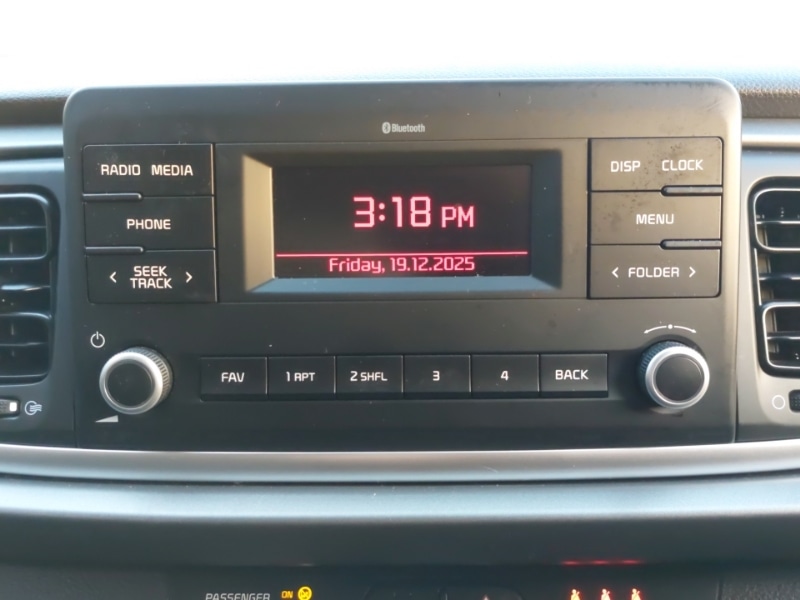 Bluetooth
RADIO MEDIA
DISP CLOCK
3:18 PM
PHONE
MENU
Friday, 19.12.2025
< SEEK TRACK >
< FOLDER >
FAV
1 RPT
2 SHFL
3
4
BACK
PASSENGER
ON